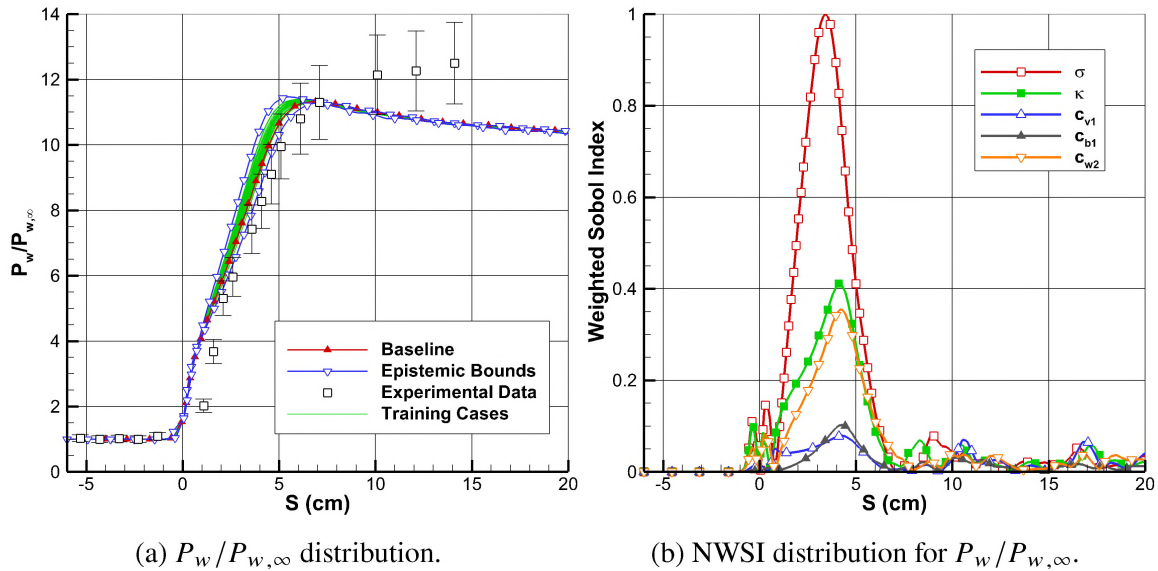 14
12
10
8
6
4
2
0
P_w/P_w,∞
-5
0
5
10
15
20
S (cm)
Baseline
Epistemic Bounds
Experimental Data
Training Cases
(a) P_w/P_w,∞ distribution.
1
0.8
0.6
0.4
0.2
0
Weighted Sobol Index
-5
0
5
10
15
20
S (cm)
σ
κ
c_v1
c_b1
c_w2
(b) NWSI distribution for P_w/P_w,∞.